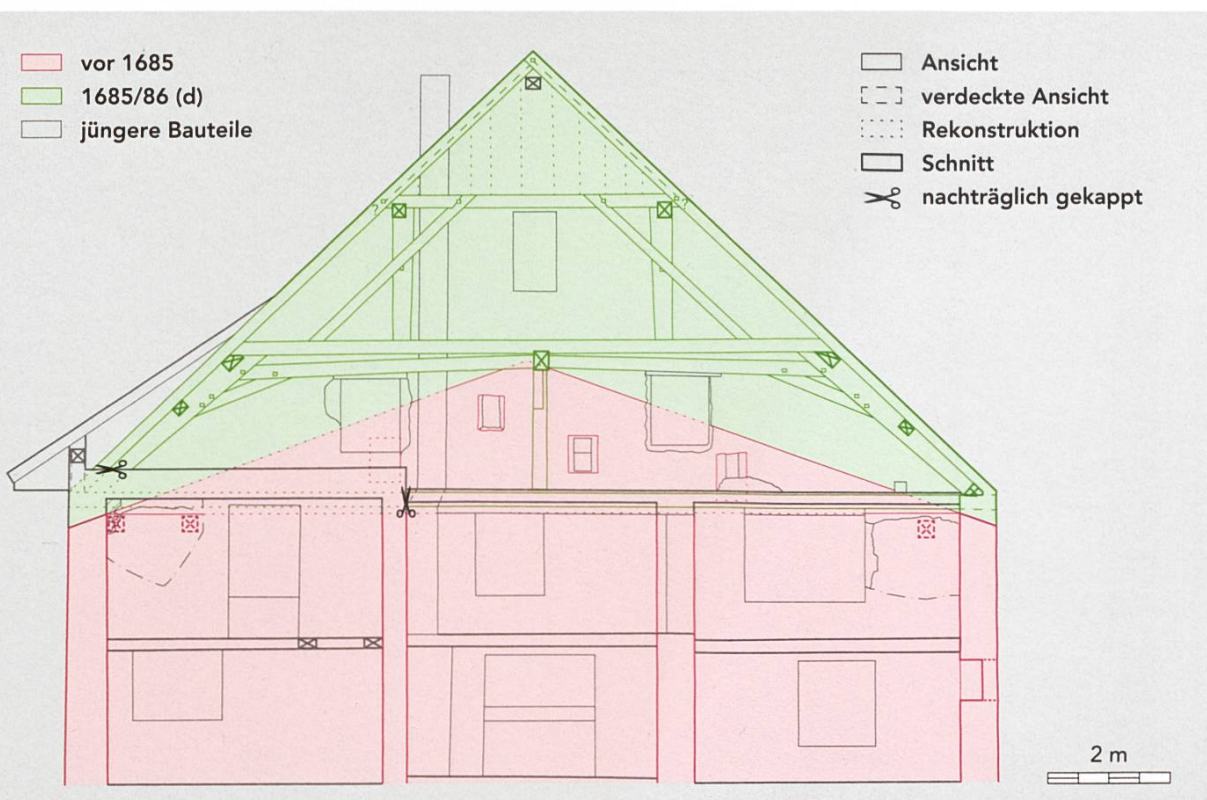 vor 1685
1685/86 (d)
jüngere Bauteile
Ansicht
verdeckte Ansicht
Rekonstruktion
Schnitt
nachträglich gekappt
?
?
2 m